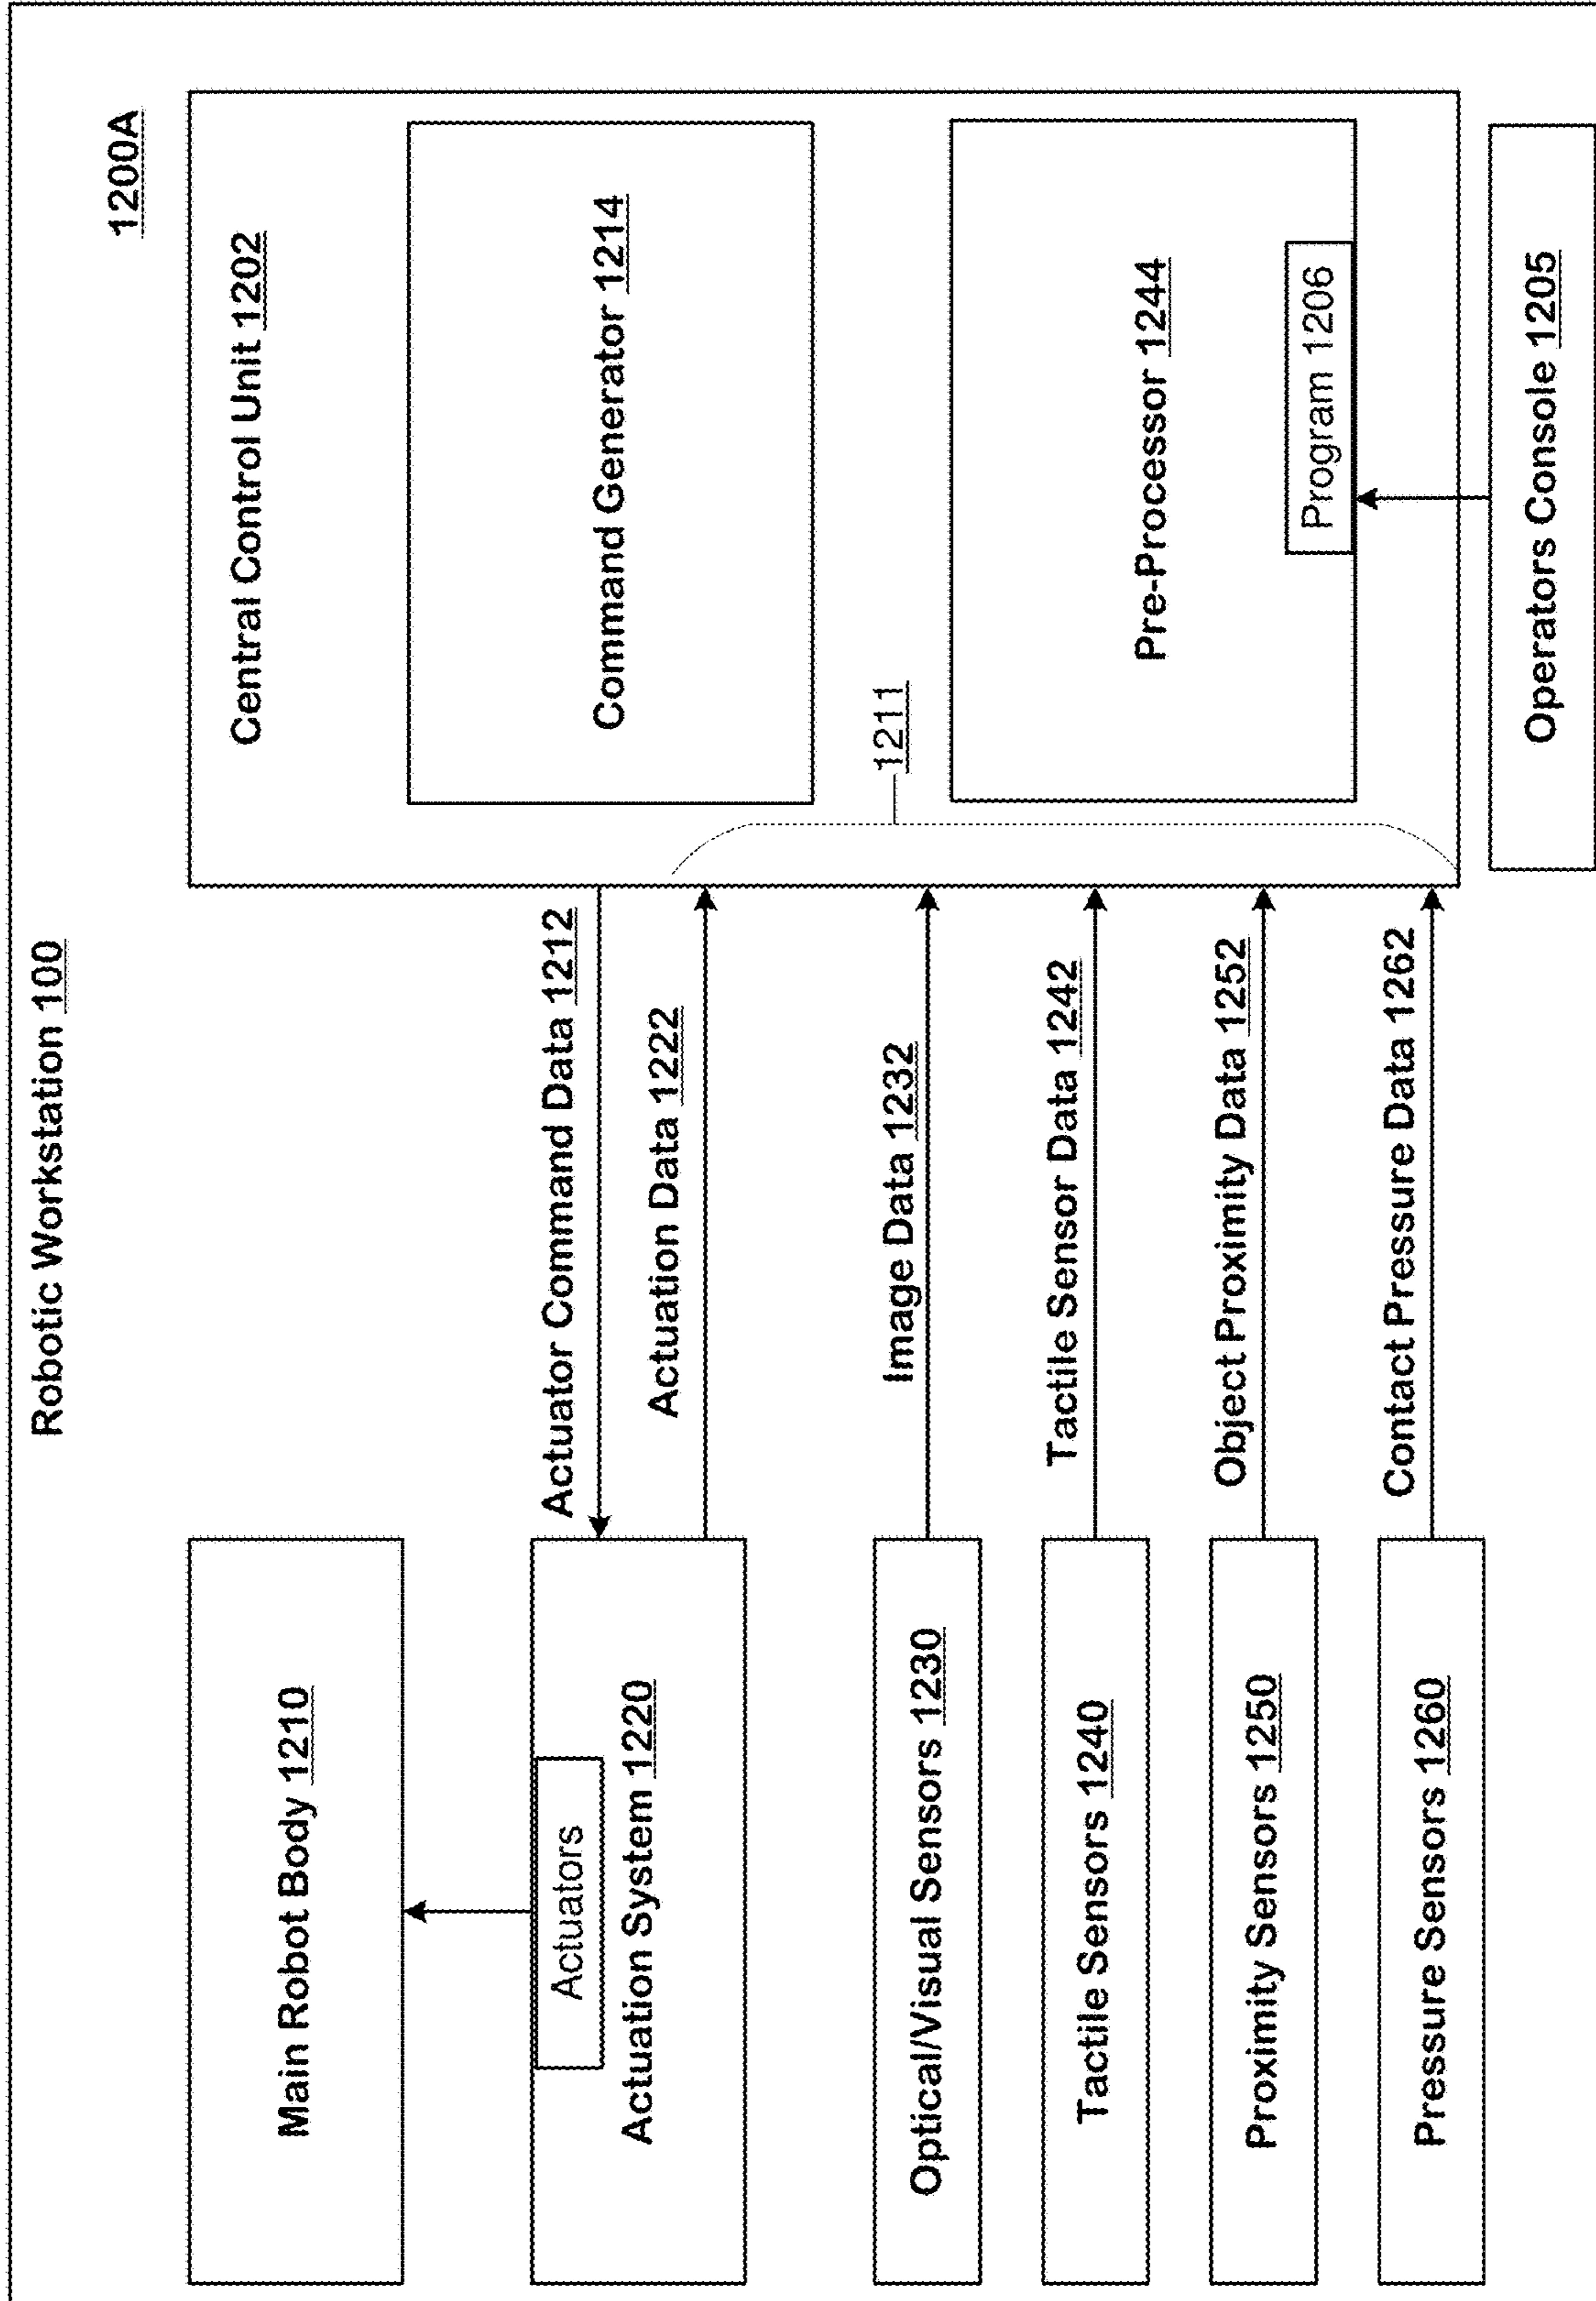 Robotic Workstation 100
1200A
Main Robot Body 1210
Actuators
Actuation System 1220
Optical/Visual Sensors 1230
Tactile Sensors 1240
Proximity Sensors 1250
Pressure Sensors 1260
Actuator Command Data 1212
Actuation Data 1222
Image Data 1232
Tactile Sensor Data 1242
Object Proximity Data 1252
Contact Pressure Data 1262
Central Control Unit 1202
Command Generator 1214
1211
Pre-Processor 1244
Program 1206
Operators Console 1205